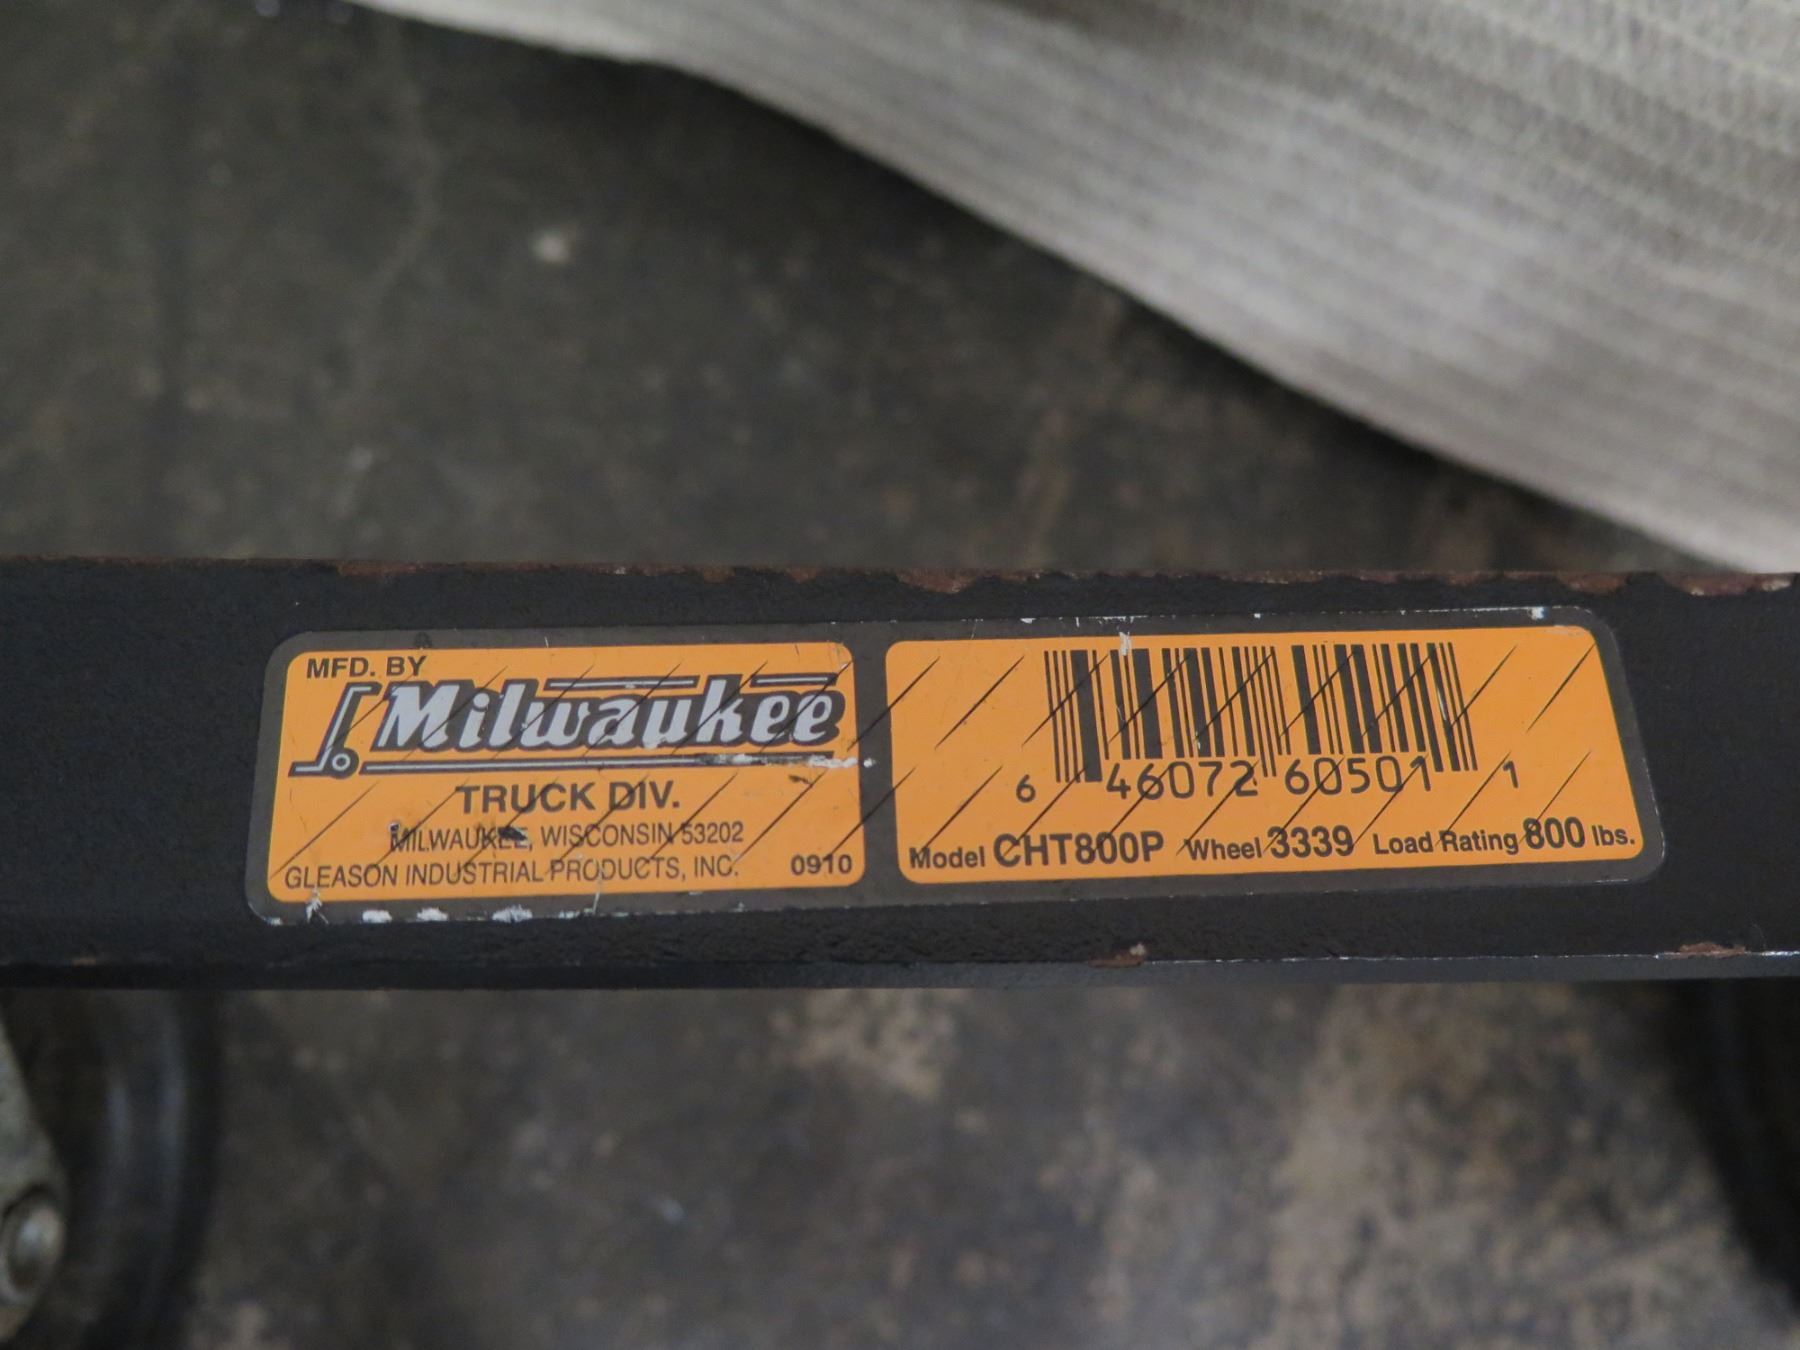 MFD. BY
Milwaukee
TRUCK DIV.
MILWAUKEE, WISCONSIN 53202
GLEASON INDUSTRIAL PRODUCTS, INC. 0910
6 46072 60501 1
Model CHT800P Wheel 3339 Load Rating 800 lbs.